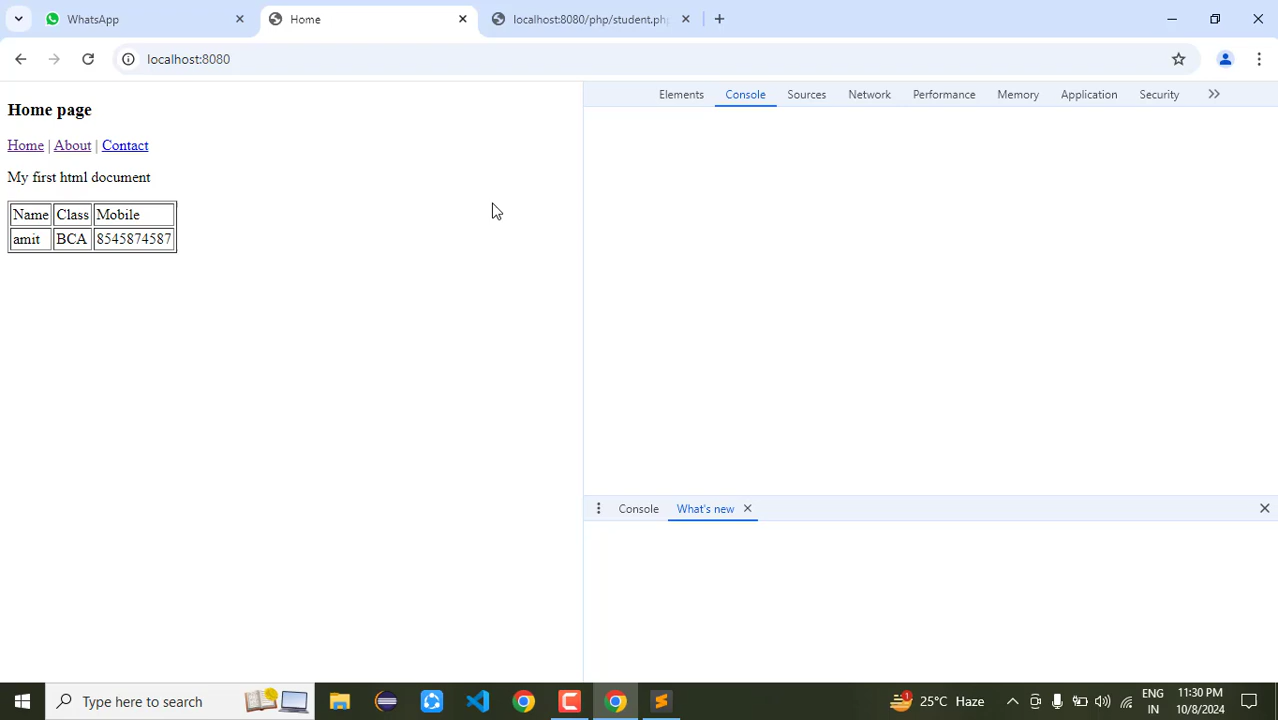 WhatsApp
Home
localhost:8080/php/student.php
localhost:8080
Home page
Home | About | Contact
My first html document
Name Class Mobile
amit BCA 8545874587
Elements Console Sources Network Performance Memory Application Security
Console What's new
Type here to search
1
25°C Haze
ENG
IN
11:30 PM
10/8/2024